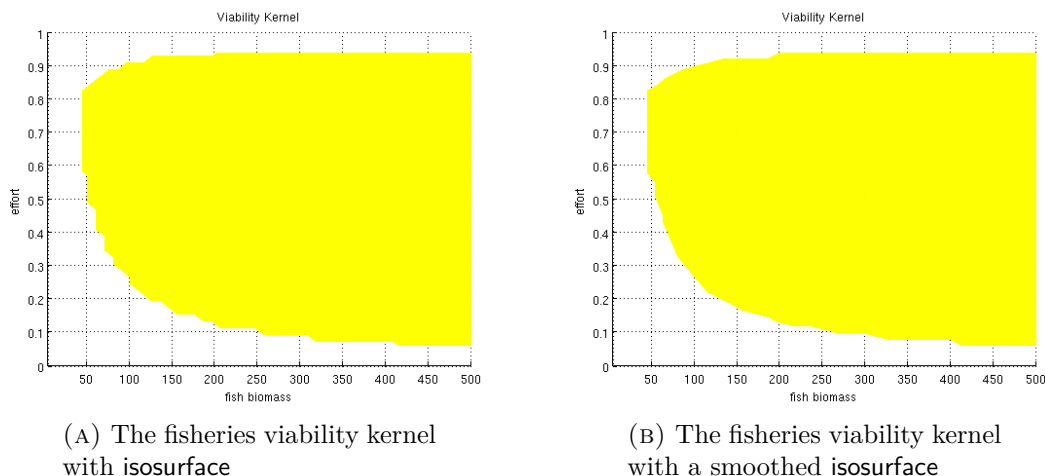 Viability Kernel
1
0.9
0.8
0.7
0.6
0.5
0.4
0.3
0.2
0.1
0
effort
50 100 150 200 250 300 350 400 450 500
fish biomass
(A) The fisheries viability kernel
with isosurface
Viability Kernel
1
0.9
0.8
0.7
0.6
0.5
0.4
0.3
0.2
0.1
0
effort
50 100 150 200 250 300 350 400 450 500
fish biomass
(B) The fisheries viability kernel
with a smoothed isosurface